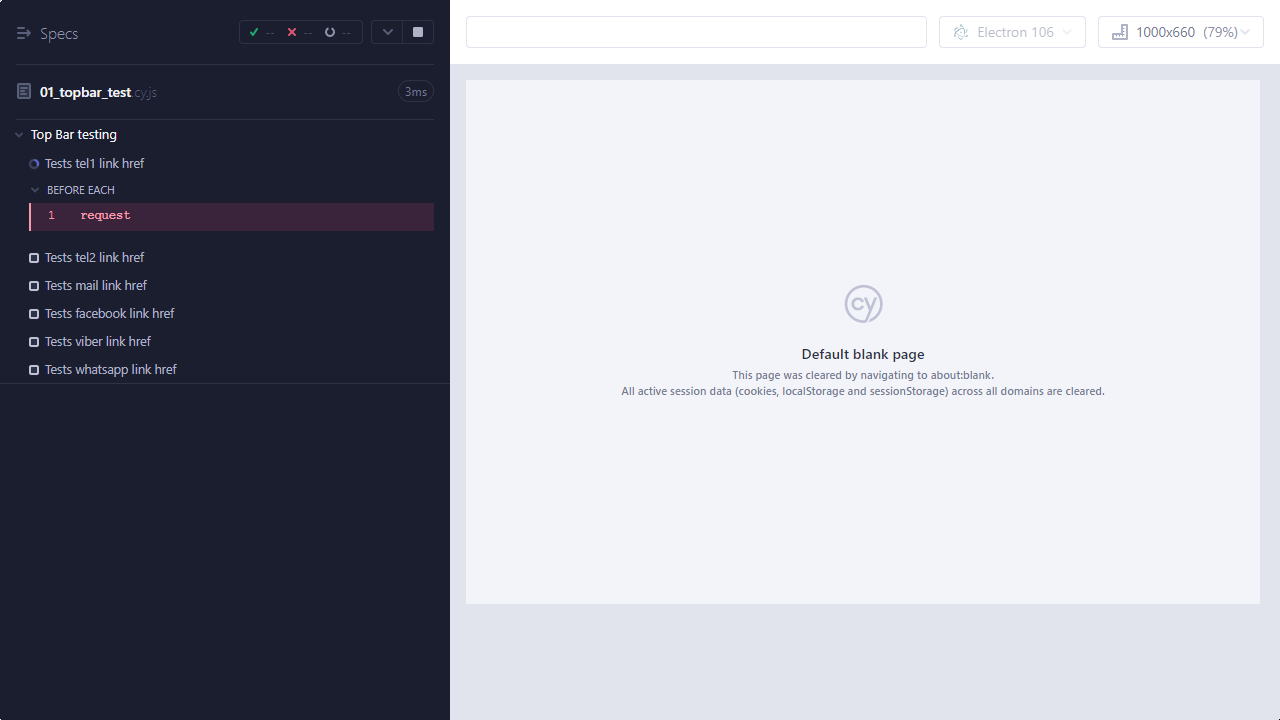 Specs
-- -- --
01_topbar_test.cy.js
3ms
Top Bar testing
Tests tel1 link href
BEFORE EACH
1 request
Tests tel2 link href
Tests mail link href
Tests facebook link href
Tests viber link href
Tests whatsapp link href
Electron 106
1000x660 (79%)
cy
Default blank page
This page was cleared by navigating to about:blank.
All active session data (cookies, localStorage and sessionStorage) across all domains are cleared.